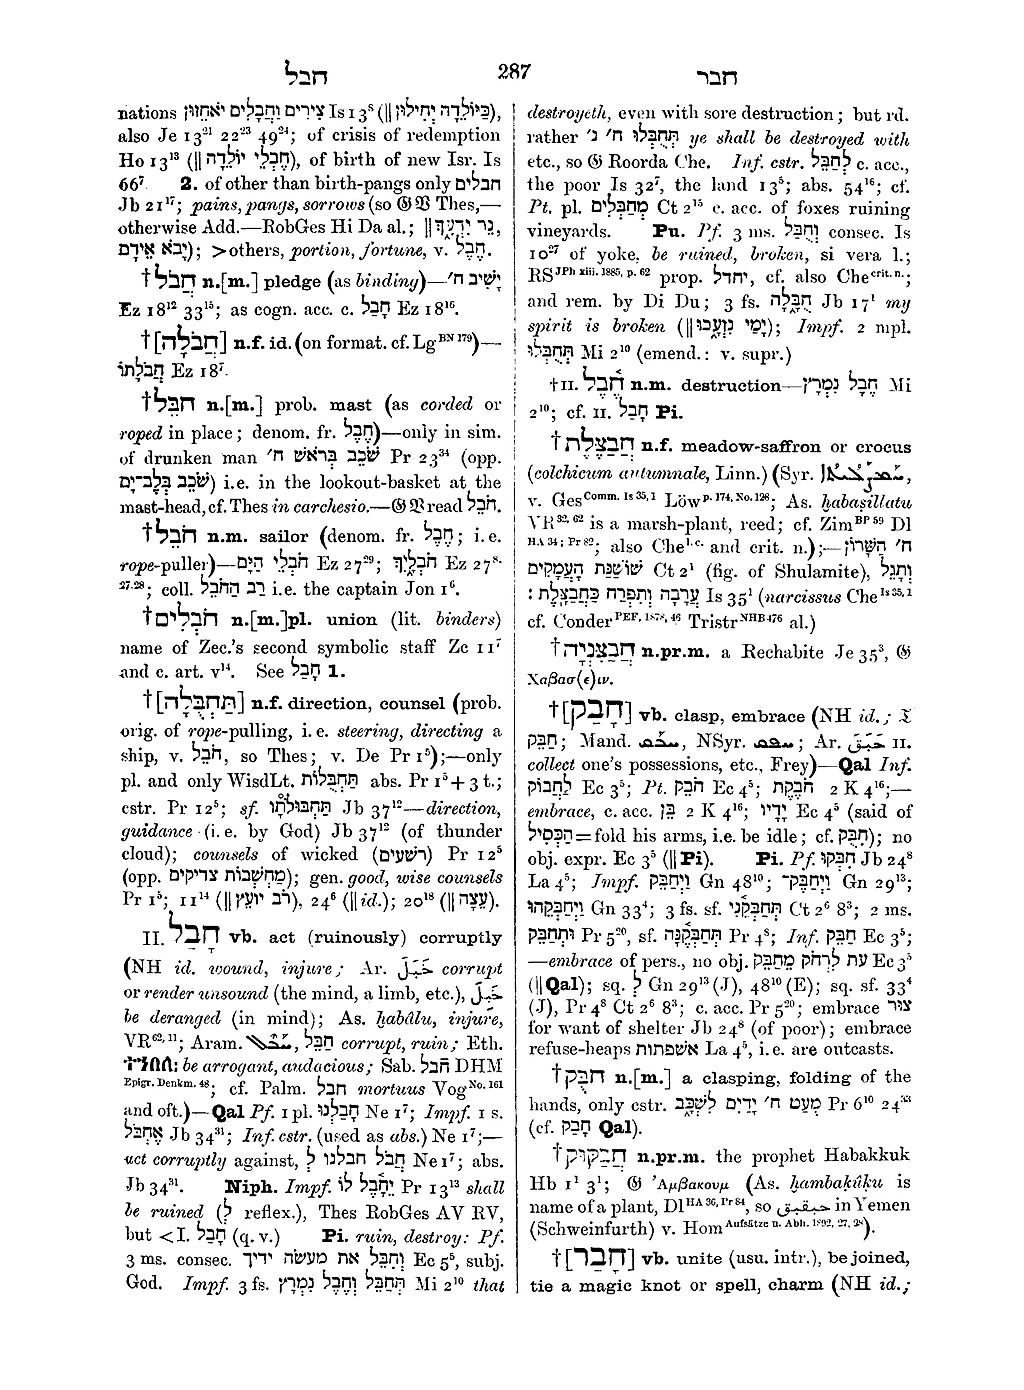 חבל 287 חבר
nations צִירִים וַחֲבָלִים יֹאחֵזוּן Is 13⁸ (‖ כַּיּוֹלֵדָה יְחִילוּן),
also Je 13²¹ 22²³ 49²⁴; of crisis of redemption
Ho 13¹³ (‖ חֶבְלֵי יוֹלֵדָה), of birth of new Isr. Is
66⁷. 2. of other than birth-pangs only חבלים
Jb 21¹⁷; pains, pangs, sorrows (so 𝔊 𝔙 Thes,—
otherwise Add.—RobGes Hi Da al.; ‖ נֵר יִדְעָךְ,
יָבֹא אֵידָם); > others, portion, fortune, v. חֶבֶל.
† חֲבֹל n.[m.] pledge (as binding)—יָשִׁיב ח׳
Ez 18¹² 33¹⁵; as cogn. acc. c. חָבַל Ez 18¹⁶.
† [חֲבֹלָה] n.f. id. (on format. cf. Lg ᴮᴺ ¹⁷⁹)—
חֲבֹלָתוֹ Ez 18⁷.
† חִבֵּל n.[m.] prob. mast (as corded or
roped in place; denom. fr. חֶבֶל)—only in sim.
of drunken man שֹׁכֵב בְּרֹאשׁ ח׳ Pr 23³⁴ (opp.
שֹׁכֵב בְּלֶב־יָם) i.e. in the lookout-basket at the
mast-head, cf. Thes in carchesio.—𝔊 𝔙 read חֹבֵל.
† חֹבֵל n.m. sailor (denom. fr. חֶבֶל; i.e.
rope-puller)—חֹבְלֵי הַיָּם Ez 27²⁹; חֹבְלַיִךְ Ez 27⁸·
²⁷·²⁸; coll. רַב הַחֹבֵל i.e. the captain Jon 1⁶.
† חֹבְלִים n.[m.]pl. union (lit. binders)
name of Zec.'s second symbolic staff Zc 11⁷
and c. art. v¹⁴. See חָבַל 1.
† [תַּחְבֻּלָה] n.f. direction, counsel (prob.
orig. of rope-pulling, i.e. steering, directing a
ship, v. חֹבֵל, so Thes; v. De Pr 1⁵);—only
pl. and only WisdLt. תַּחְבֻּלוֹת abs. Pr 1⁵ + 3 t.;
cstr. Pr 12⁵; sf. תַּחְבּוּלֹתָו Jb 37¹²—direction,
guidance (i.e. by God) Jb 37¹² (of thunder
cloud); counsels of wicked (רשעים) Pr 12⁵
(opp. מַחְשְׁבוֹת צדיקים); gen. good, wise counsels
Pr 1⁵; 11¹⁴ (‖ רֹב יוֹעֵץ), 24⁶ (‖ id.); 20¹⁸ (‖ עֵצָה).
II. חָבַל vb. act (ruinously) corruptly
(NH id. wound, injure; Ar. خَبَلَ corrupt
or render unsound (the mind, a limb, etc.), خَبِلَ
be deranged (in mind); As. ḫabâlu, injure,
VR⁶²·¹¹; Aram. חַבֵּל corrupt, ruin; Eth.
be arrogant, audacious; Sab. חבל DHM
Epigr. Denkm. 48; cf. Palm. חבל mortuus Vog No. 161
and oft.)—Qal Pf. 1 pl. חָבַלְנוּ Ne 1⁷; Impf. 1 s.
אֶחְבֹּל Jb 34³¹; Inf. cstr. (used as abs.) Ne 1⁷;—
act corruptly against, לְ חֲבֹל חבלנו Ne 1⁷; abs.
Jb 34³¹. Niph. Impf. יֵחָבֶל לוֹ Pr 13¹³ shall
be ruined (לְ reflex.), Thes RobGes AV RV,
but < I. חָבַל (q. v.) Pi. ruin, destroy: Pf.
3 ms. consec. וְחִבֵּל את מעשׂה ידיך Ec 5⁵, subj.
God. Impf. 3 fs. תְּחַבֵּל וְחֶבֶל נִמְרָץ Mi 2¹⁰ that
destroyeth, even with sore destruction; but rd.
rather תְּחֻבְּלוּ ח׳ נ׳ ye shall be destroyed with
etc., so 𝔊 Roorda Che. Inf. cstr. לְחַבֵּל c. acc.,
the poor Is 32⁷, the land 13⁵; abs. 54¹⁶; cf.
Pt. pl. מְחַבְּלִים Ct 2¹⁵ c. acc. of foxes ruining
vineyards. Pu. Pf. 3 ms. וְחֻבַּל consec. Is
10²⁷ of yoke, be ruined, broken, si vera l.;
RS JPh xiii. 1885, p. 62 prop. יחדל, cf. also Che crit. n.;
and rem. by Di Du; 3 fs. חֻבָּלָה Jb 17¹ my
spirit is broken (‖ יָמַי נִזְעָכוּ); Impf. 2 mpl.
תְּחֻבְּלוּ Mi 2¹⁰ (emend.: v. supr.)
† II. חֶבֶל n.m. destruction—חֶבֶל נִמְרָץ Mi
2¹⁰; cf. II. חָבַל Pi.
† חֲבַצֶּלֶת n.f. meadow-saffron or crocus
(colchicum autumnale, Linn.) (Syr. ,
v. Ges Comm. Is 35, 1 Löw p. 174, No. 128; As. ḫabaṣillatu
VR 32, 62 is a marsh-plant, reed; cf. Zim BP 59 Dl
HA 34; Pr 82; also Che l.c. and crit. n.);—ח׳ הַשָּׁרוֹן
שׁוֹשַׁנַּת הָעֲמָקִים Ct 2¹ (fig. of Shulamite), וְתָגֵל
עֲרָבָה וְתִפְרַח כַּחֲבַצָּלֶת : Is 35¹ (narcissus Che Is 35, 1
cf. Conder PEF, 1878, 46 Tristr NHB 476 al.)
† חֲבַצִּנְיָה n.pr.m. a Rechabite Je 35³, 𝔊
Χαβασ(ε)ιν.
† [חָבַק] vb. clasp, embrace (NH id.; 𝔗
חַבֵּק; Mand. , NSyr. ; Ar. حَبَقَ II.
collect one's possessions, etc., Frey)—Qal Inf.
לַחֲבוֹק Ec 3⁵; Pt. חֹבֵק Ec 4⁵; חֹבֶקֶת 2 K 4¹⁶;—
embrace, c. acc. בֵּן 2 K 4¹⁶; יָדָיו Ec 4⁵ (said of
הַכְּסִיל = fold his arms, i.e. be idle; cf. חִבֻּק); no
obj. expr. Ec 3⁵ (‖ Pi). Pi. Pf. חִבְּקוּ Jb 24⁸
La 4⁵; Impf. וַיְחַבֵּק Gn 48¹⁰; וַיְחַבֶּק־ Gn 29¹³;
וַיְחַבְּקֵהוּ Gn 33⁴; 3 fs. sf. תְּחַבְּקֵנִי Ct 2⁶ 8³; 2 ms.
וּתְחַבֵּק Pr 5²⁰, sf. תְּחַבְּקֶנָּה Pr 4⁸; Inf. חַבֵּק Ec 3⁵;
—embrace of pers., no obj. עת לִרְחֹק מֵחַבֵּק Ec 3⁵
(‖ Qal); sq. לְ Gn 29¹³ (J), 48¹⁰ (E); sq. sf. 33⁴
(J), Pr 4⁸ Ct 2⁶ 8³; c. acc. Pr 5²⁰; embrace צוּר
for want of shelter Jb 24⁸ (of poor); embrace
refuse-heaps אשׁפתות La 4⁵, i.e. are outcasts.
† חִבֻּק n.[m.] a clasping, folding of the
hands, only cstr. מְעַט ח׳ יָדַיִם לִשְׁכָּב Pr 6¹⁰ 24³³
(cf. חָבַק Qal).
† חֲבַקּוּק n.pr.m. the prophet Habakkuk
Hb 1¹ 3¹; 𝔊 Ἀμβακουμ (As. ḫambaḳûḳu is
name of a plant, Dl HA 36, Pr 84, so حبقبق in Yemen
(Schweinfurth) v. Hom Aufsätze u. Abh. 1892, 27, 28).
† [חָבַר] vb. unite (usu. intr.), be joined,
tie a magic knot or spell, charm (NH id.;